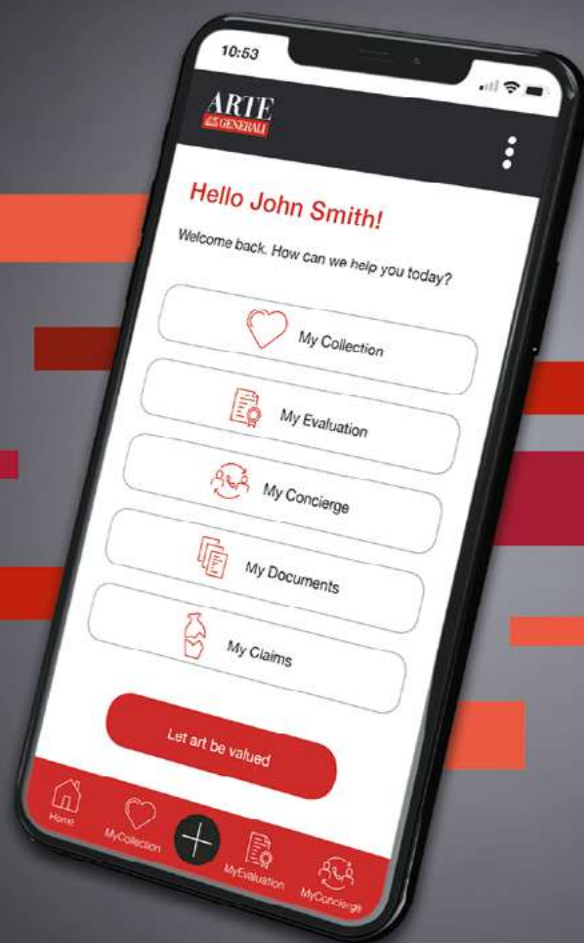 10:53
ARTE
GENERALI
Hello John Smith!
Welcome back. How can we help you today?
My Collection
My Evaluation
My Concierge
My Documents
My Claims
Let art be valued
Home
MyCollection
MyEvaluation
MyConcierge